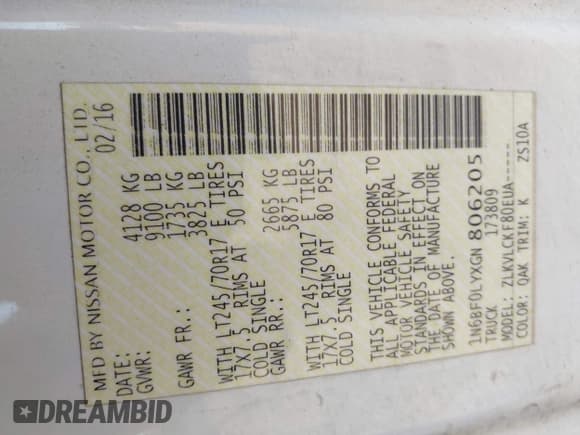 MFD BY NISSAN MOTOR CO., LTD.
DATE: 02/16
GVWR: 4128 KG
9100 LB
GAWR FR.: 1735 KG
3825 LB
WITH LT245/70R17 E TIRES
17X7.5 RIMS AT 50 PSI
COLD SINGLE
GAWR RR.: 2665 KG
5875 LB
WITH LT245/70R17 E TIRES
17X7.5 RIMS AT 80 PSI
COLD SINGLE
THIS VEHICLE CONFORMS TO
ALL APPLICABLE FEDERAL
MOTOR VEHICLE SAFETY
STANDARDS IN EFFECT ON
THE DATE OF MANUFACTURE
SHOWN ABOVE.
1N6BF0LYXGN 806205
TRUCK 173809
MODEL: ZLKVLCKF80EUA-----
COLOR: QAK TRIM: K ZS10A
DREAMBID